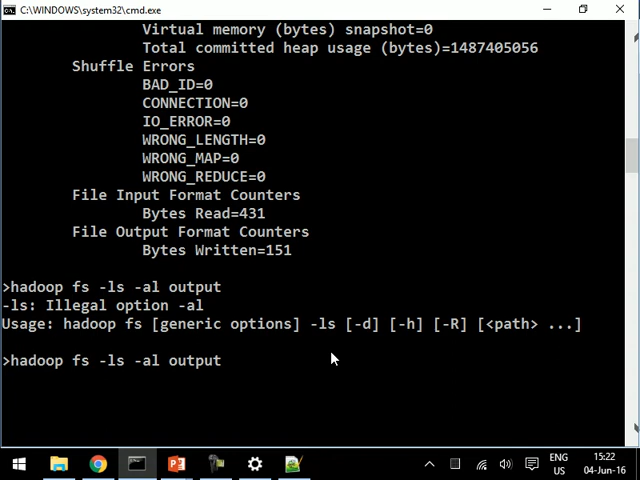 C:\WINDOWS\system32\cmd.exe
Virtual memory (bytes) snapshot=0
Total committed heap usage (bytes)=1487405056
Shuffle Errors
BAD_ID=0
CONNECTION=0
IO_ERROR=0
WRONG_LENGTH=0
WRONG_MAP=0
WRONG_REDUCE=0
File Input Format Counters
Bytes Read=431
File Output Format Counters
Bytes Written=151
>hadoop fs -ls -al output
-ls: Illegal option -al
Usage: hadoop fs [generic options] -ls [-d] [-h] [-R] [<path> ...]
>hadoop fs -ls -al output
ENG
US
15:22
04-Jun-16